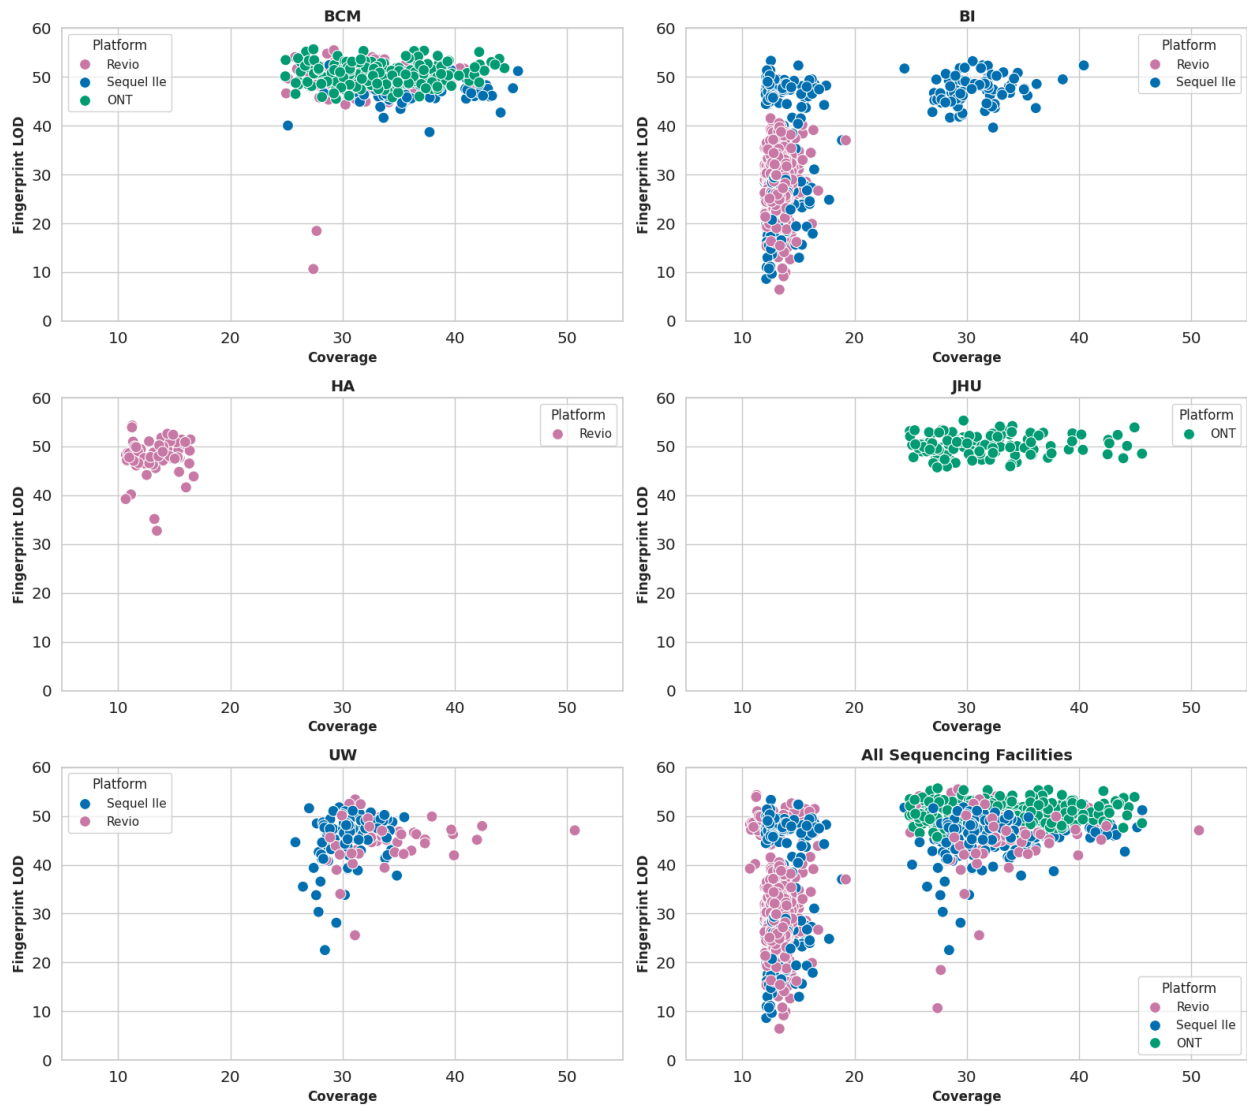 BCM
Fingerprint LOD
60
50
40
30
20
10
0
Platform
Revio
Sequel IIe
ONT
10 20 30 40 50
Coverage
BI
Fingerprint LOD
60
50
40
30
20
10
0
Platform
Revio
Sequel IIe
10 20 30 40 50
Coverage
HA
Fingerprint LOD
60
50
40
30
20
10
0
Platform
Revio
10 20 30 40 50
Coverage
JHU
Fingerprint LOD
60
50
40
30
20
10
0
Platform
ONT
10 20 30 40 50
Coverage
UW
Fingerprint LOD
60
50
40
30
20
10
0
Platform
Sequel IIe
Revio
10 20 30 40 50
Coverage
All Sequencing Facilities
Fingerprint LOD
60
50
40
30
20
10
0
Platform
Revio
Sequel IIe
ONT
10 20 30 40 50
Coverage